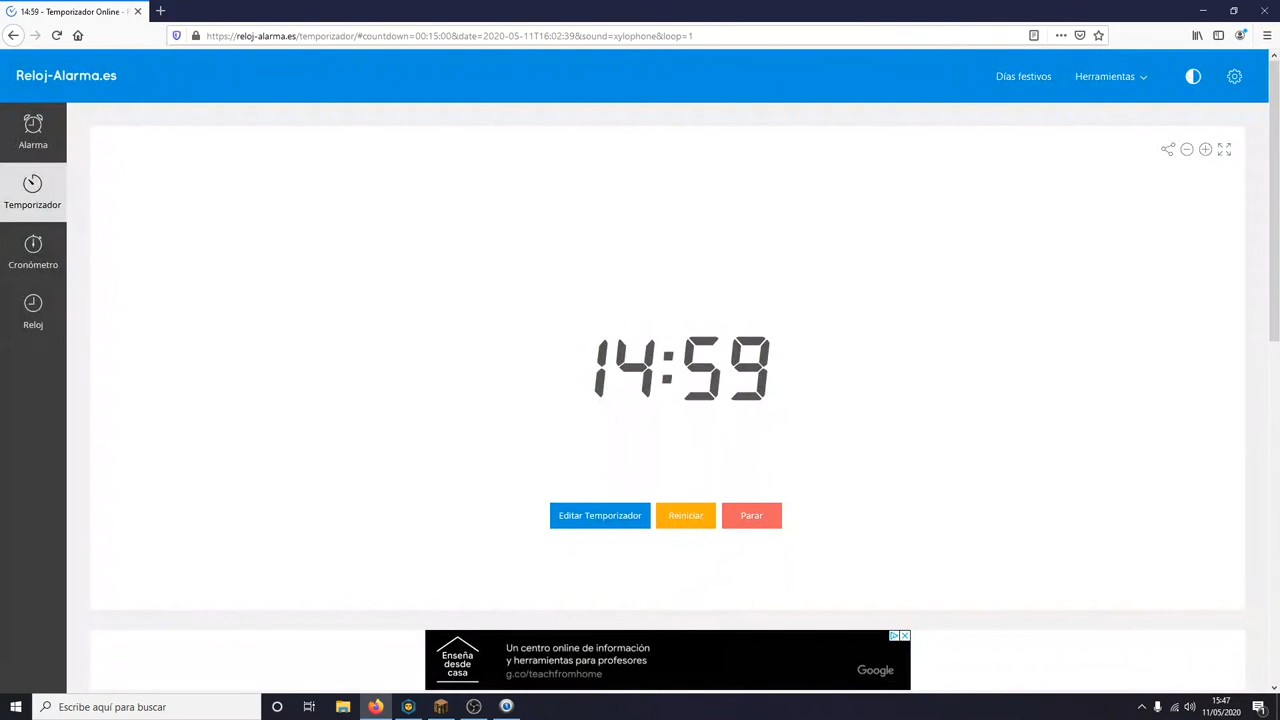 14:59 - Temporizador Online -
https://reloj-alarma.es/temporizador/#countdown=00:15:00&date=2020-05-11T16:02:39&sound=xylophone&loop=1
Reloj-Alarma.es
Días festivos
Herramientas
Alarma
Temporizador
Cronómetro
Reloj
14:59
Editar Temporizador
Reiniciar
Parar
Enseña
desde
casa
Un centro online de información
y herramientas para profesores
g.co/teachfromhome
Google
Escribe aquí para buscar
15:47
11/05/2020
1